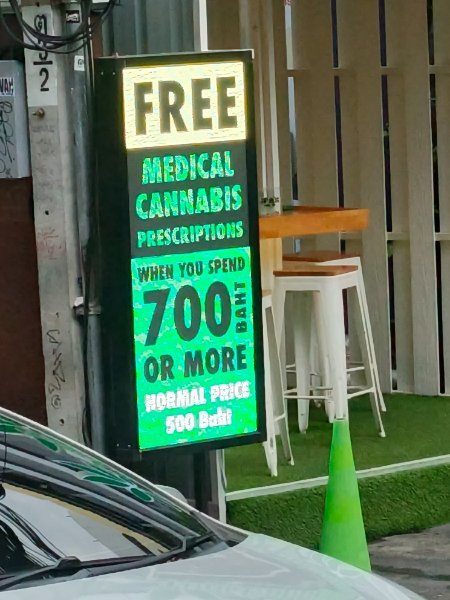 FREE
MEDICAL
CANNABIS
PRESCRIPTIONS
WHEN YOU SPEND
700 BAHT
OR MORE
NORMAL PRICE
500 Baht
2